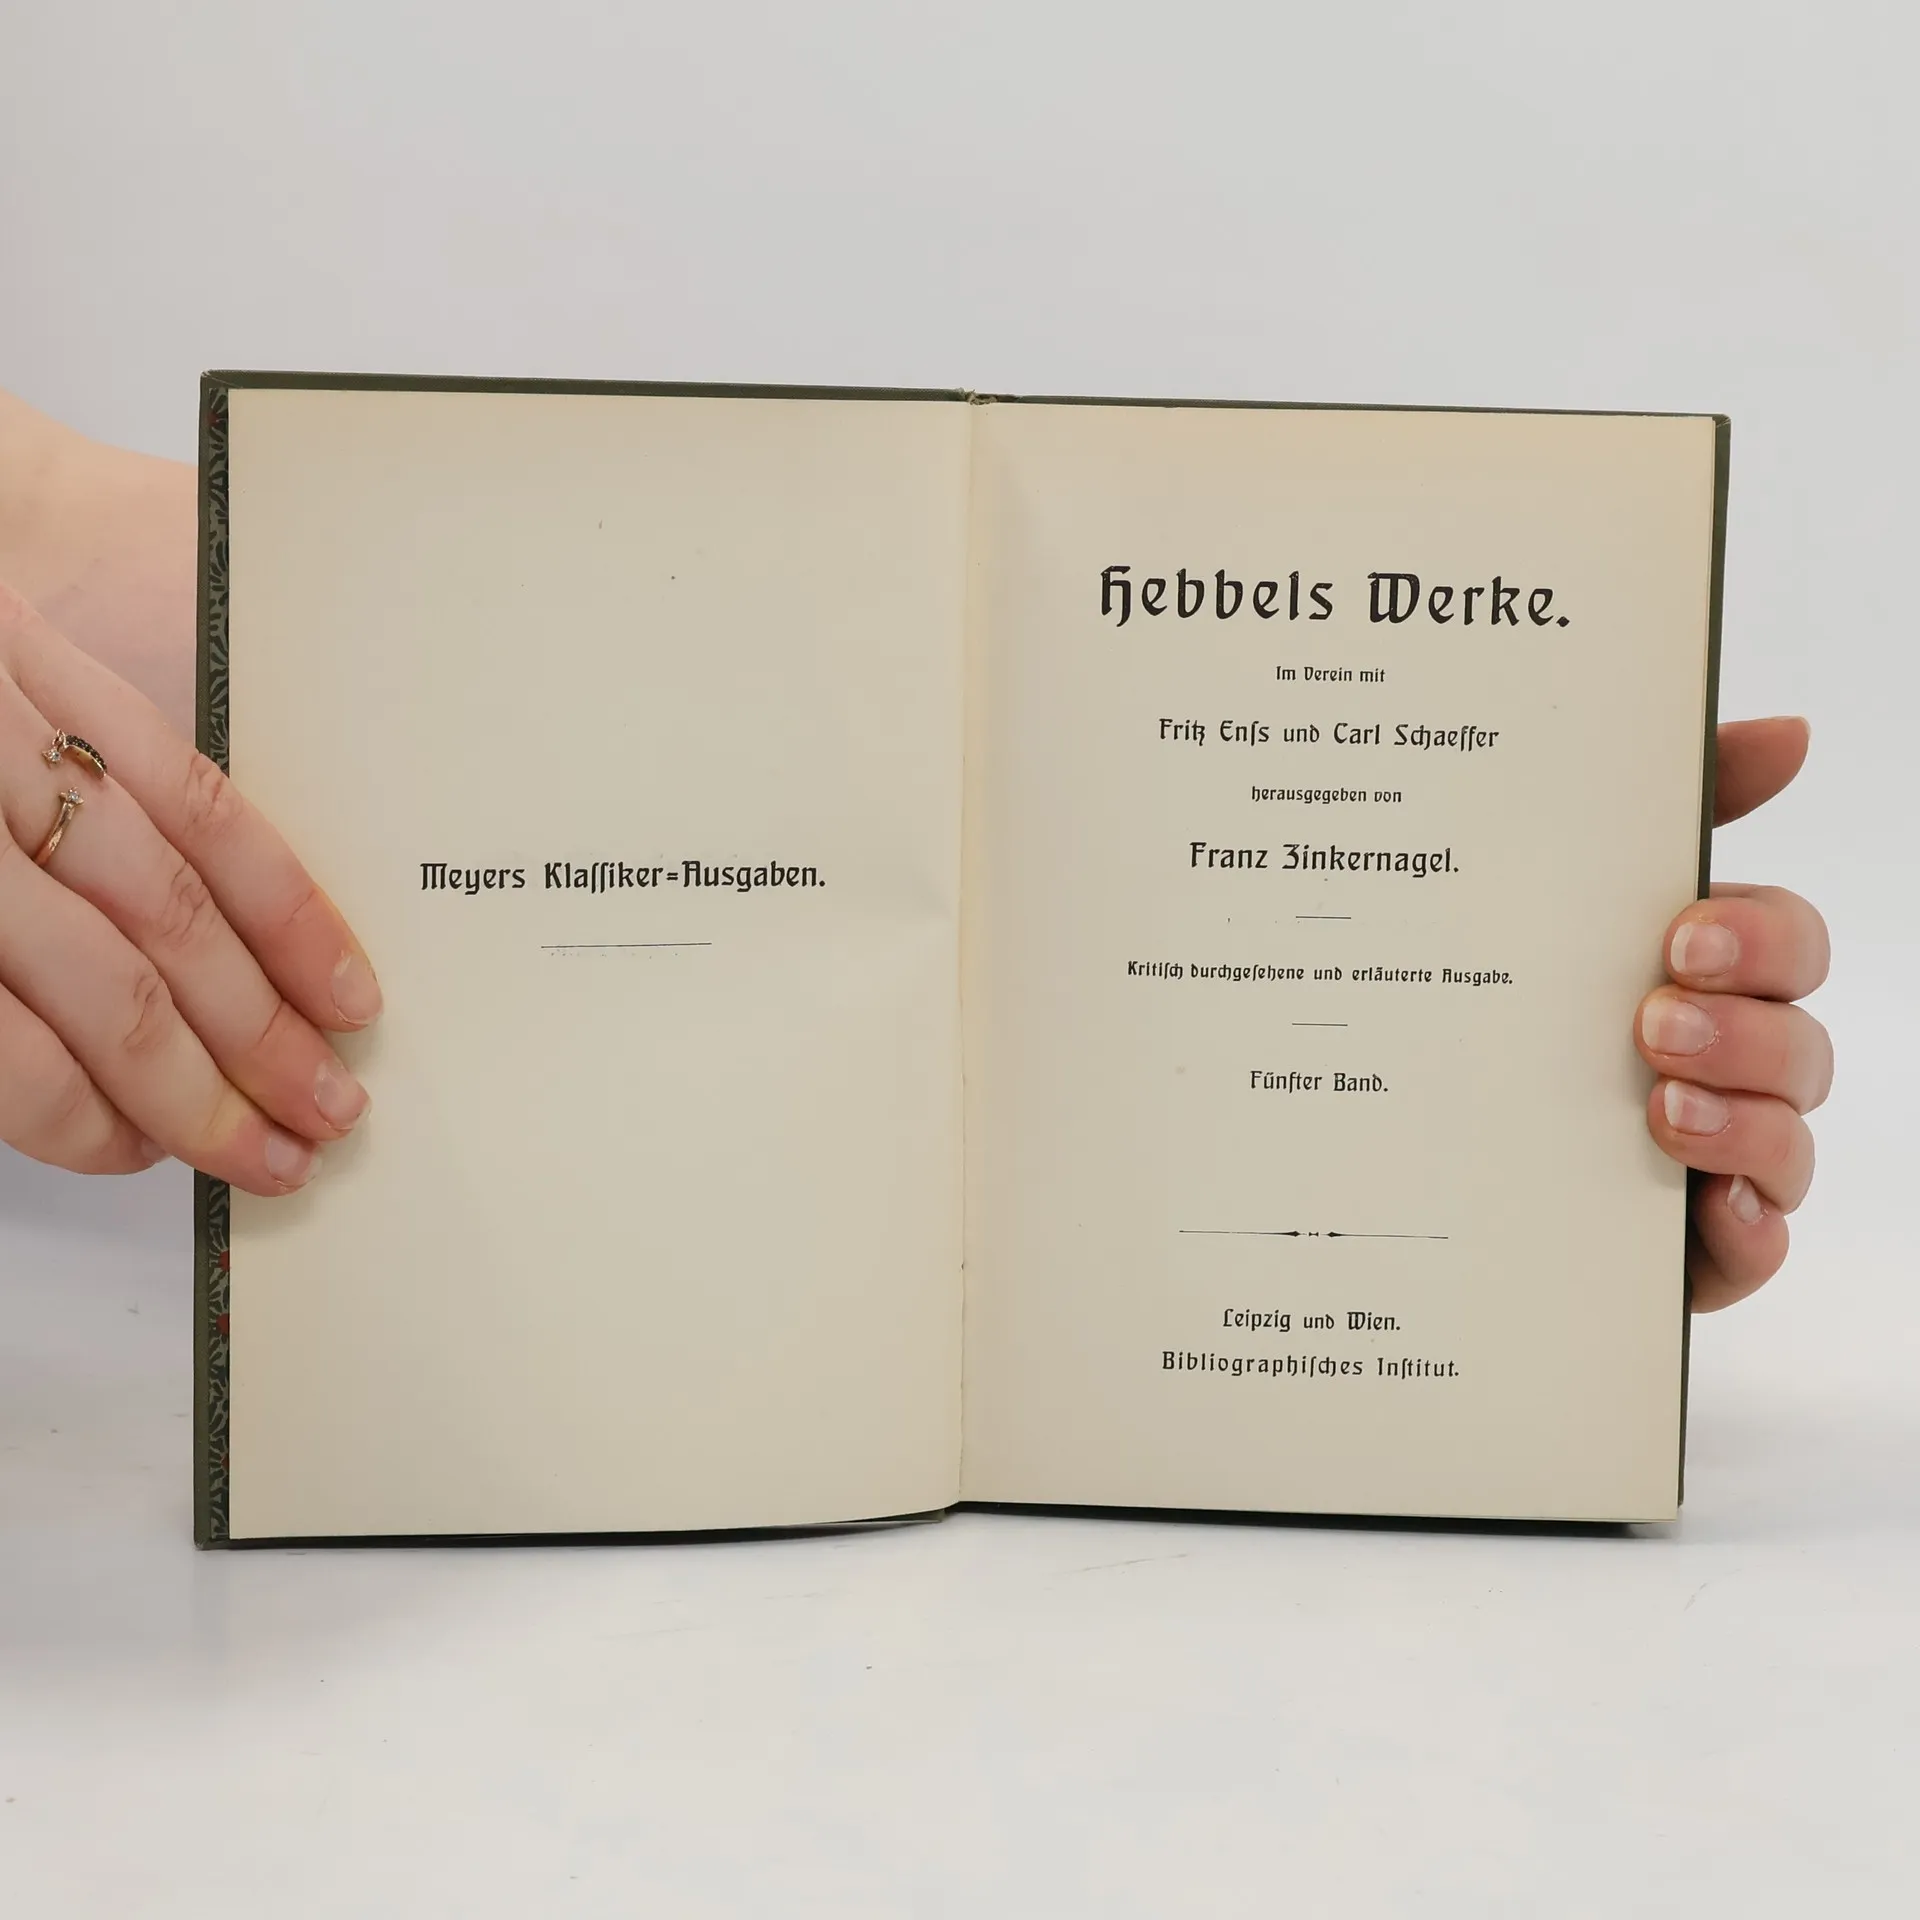 Meyers Klaſſiker=Ausgaben.
Hebbels Werke.
Im Verein mit
Fritz Enſs und Carl Schaeffer
herausgegeben von
Franz Zinkernagel.
Kritiſch durchgeſehene und erläuterte Ausgabe.
Fünfter Band.
Leipzig und Wien.
Bibliographiſches Inſtitut.